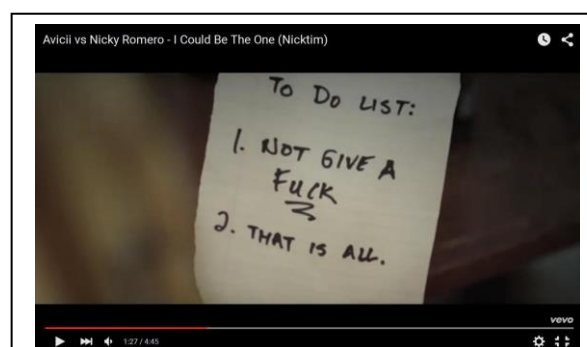 Avicii vs Nicky Romero - I Could Be The One (Nicktim)
TO DO LIST:
1. NOT GIVE A
FUCK
2. THAT IS ALL.
vevo
1:27 / 4:45